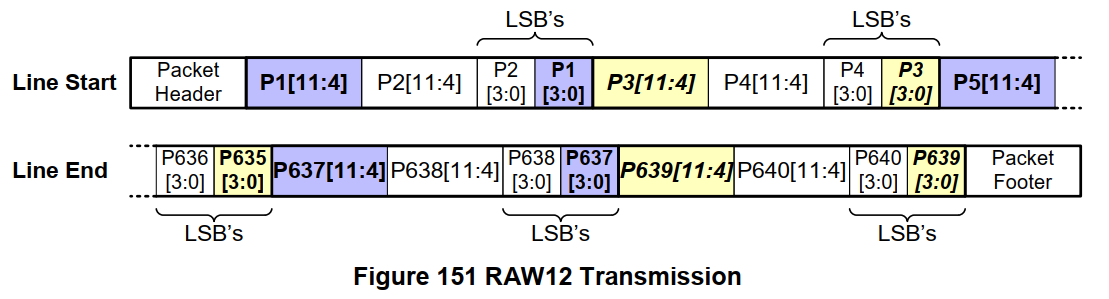 LSB's LSB's
Line Start Packet Header P1[11:4] P2[11:4] P2 [3:0] P1 [3:0] P3[11:4] P4[11:4] P4 [3:0] P3 [3:0] P5[11:4]
Line End P636 [3:0] P635 [3:0] P637[11:4] P638[11:4] P638 [3:0] P637 [3:0] P639[11:4] P640[11:4] P640 [3:0] P639 [3:0] Packet Footer
LSB's LSB's LSB's
Figure 151 RAW12 Transmission